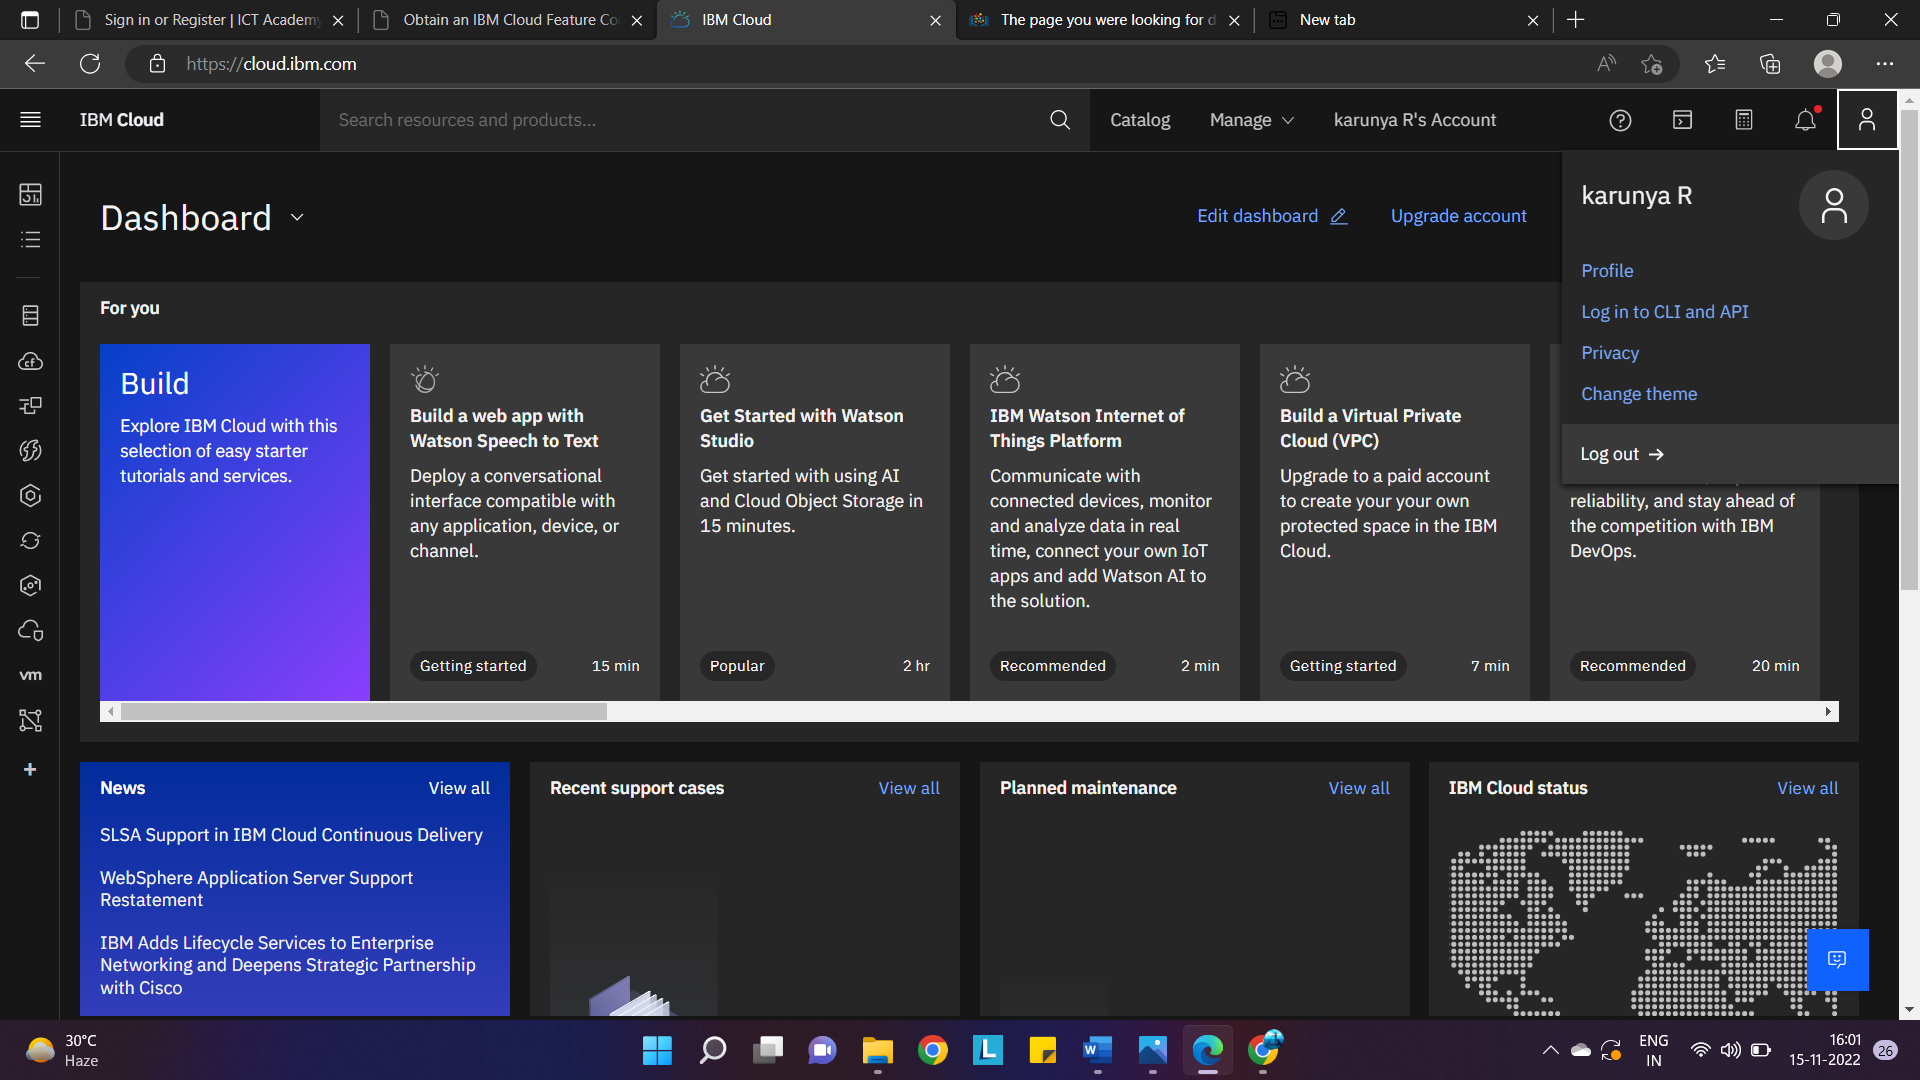 Sign in or Register | ICT Academy
Obtain an IBM Cloud Feature Co
IBM Cloud
The page you were looking for d
New tab
https://cloud.ibm.com
IBM Cloud
Search resources and products...
Catalog
Manage
karunya R's Account
Dashboard
Edit dashboard
Upgrade account
karunya R
Profile
Log in to CLI and API
Privacy
Change theme
Log out
For you
Build
Explore IBM Cloud with this
selection of easy starter
tutorials and services.
Build a web app with
Watson Speech to Text
Deploy a conversational
interface compatible with
any application, device, or
channel.
Getting started
15 min
Get Started with Watson
Studio
Get started with using AI
and Cloud Object Storage in
15 minutes.
Popular
2 hr
IBM Watson Internet of
Things Platform
Communicate with
connected devices, monitor
and analyze data in real
time, connect your own IoT
apps and add Watson AI to
the solution.
Recommended
2 min
Build a Virtual Private
Cloud (VPC)
Upgrade to a paid account
to create your your own
protected space in the IBM
Cloud.
Getting started
7 min
reliability, and stay ahead of
the competition with IBM
DevOps.
Recommended
20 min
vm
News
View all
SLSA Support in IBM Cloud Continuous Delivery
WebSphere Application Server Support
Restatement
IBM Adds Lifecycle Services to Enterprise
Networking and Deepens Strategic Partnership
with Cisco
Recent support cases
View all
Planned maintenance
View all
IBM Cloud status
View all
30°C
Haze
ENG
IN
16:01
15-11-2022
26